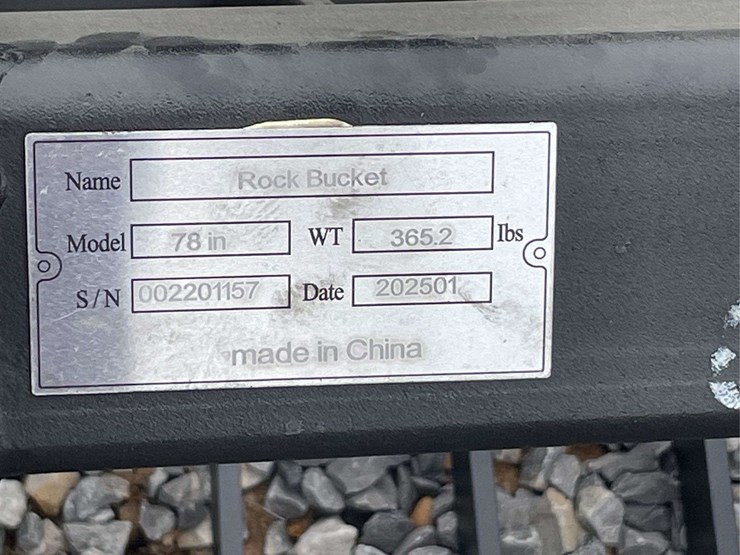 Name Rock Bucket
Model 78 in WT 365.2 lbs
S/N 002201157 Date 202501
made in China